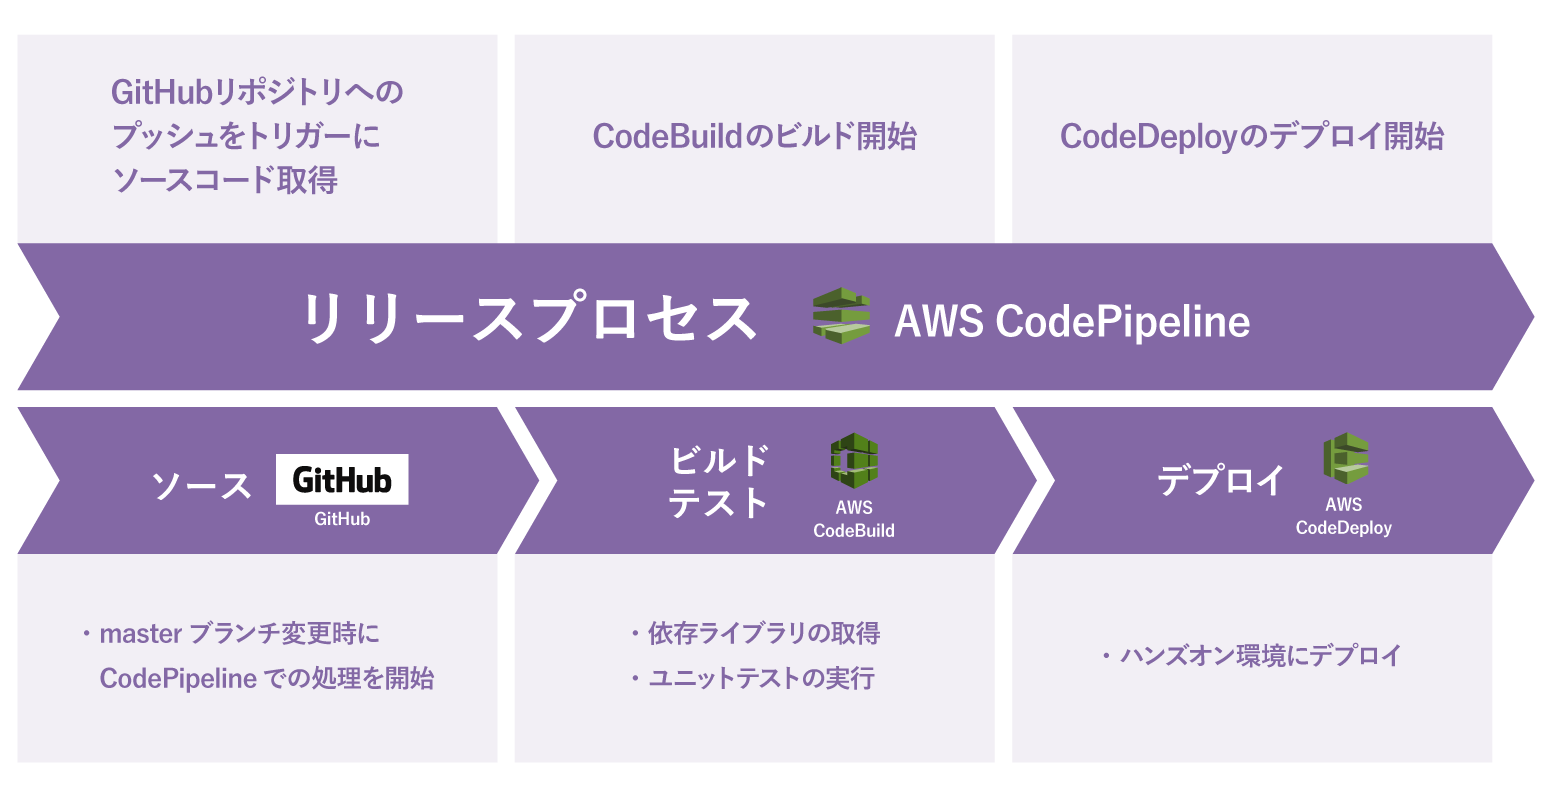 GitHubリポジトリへの
プッシュをトリガーに
ソースコード取得
CodeBuildのビルド開始
CodeDeployのデプロイ開始
リリースプロセス AWS CodePipeline
ソース
GitHub
GitHub
ビルド
テスト
AWS
CodeBuild
デプロイ
AWS
CodeDeploy
・master ブランチ変更時に
CodePipeline での処理を開始
・依存ライブラリの取得
・ユニットテストの実行
・ハンズオン環境にデプロイ